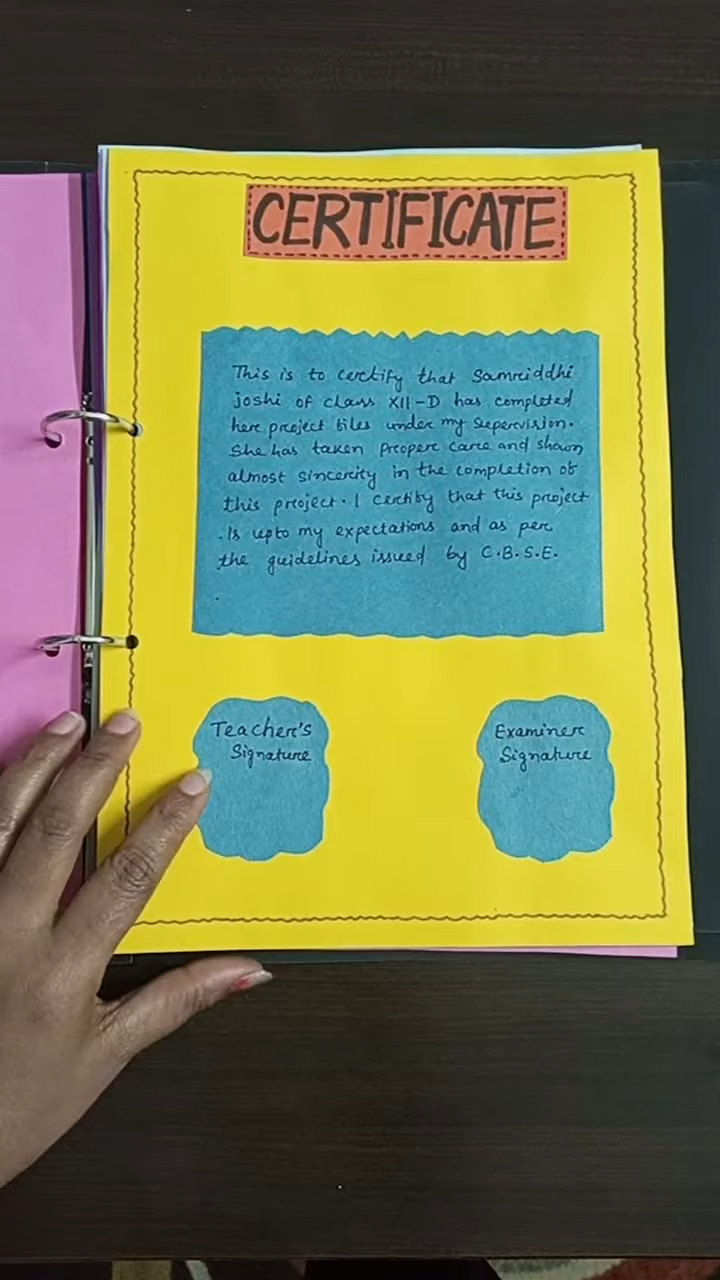 CERTIFICATE
This is to certify that Samriddhi
joshi of class XII-D has completed
her project files under my Supervision.
She has taken proper care and shown
almost sincerity in the completion of
this project. I certify that this project
.Is upto my expectations and as per
the guidelines issued by C.B.S.E.
Teacher's
Signature
Examiner
Signature